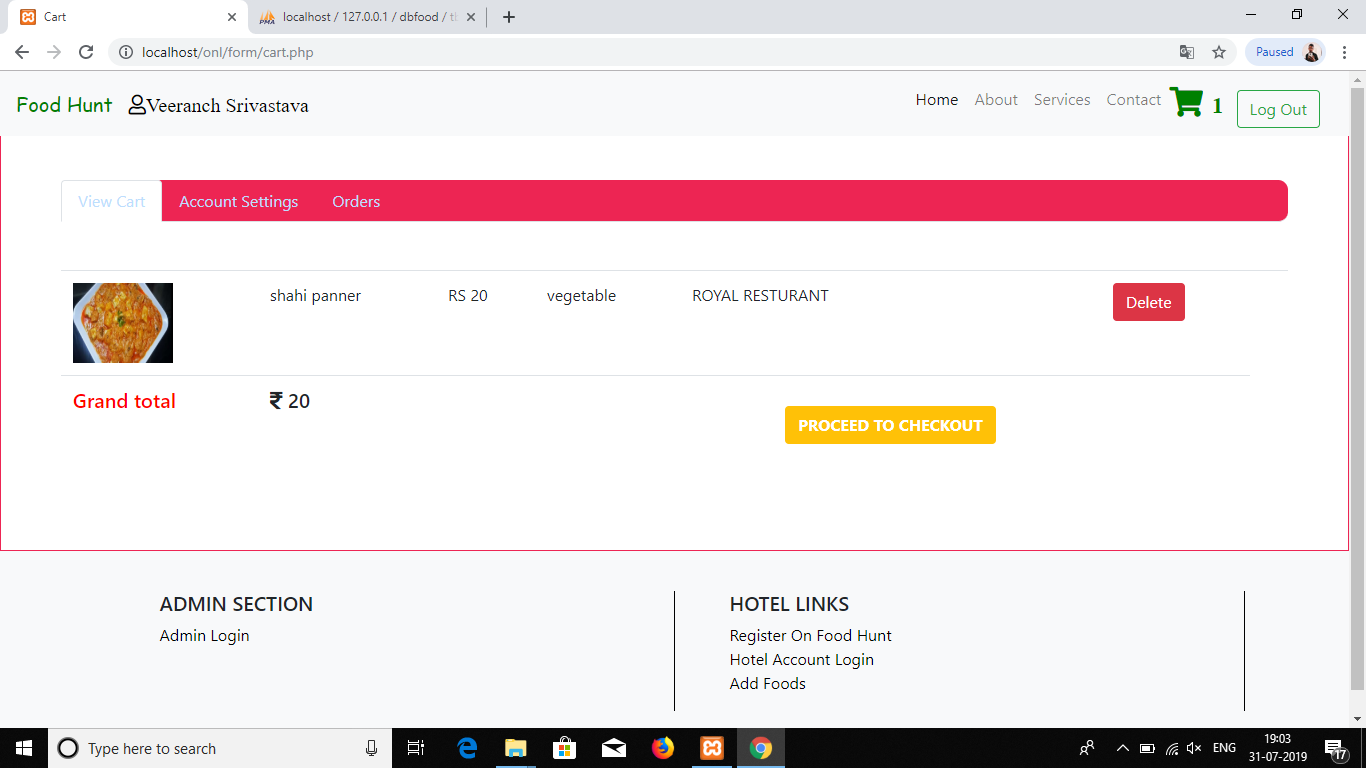 Cart
localhost / 127.0.0.1 / dbfood /
localhost/onl/form/cart.php
Paused
Food Hunt Veeranch Srivastava Home About Services Contact 1 Log Out
View Cart Account Settings Orders
shahi panner RS 20 vegetable ROYAL RESTURANT Delete
Grand total ₹ 20
PROCEED TO CHECKOUT
ADMIN SECTION
Admin Login
HOTEL LINKS
Register On Food Hunt
Hotel Account Login
Add Foods
Type here to search
ENG
19:03
31-07-2019
17